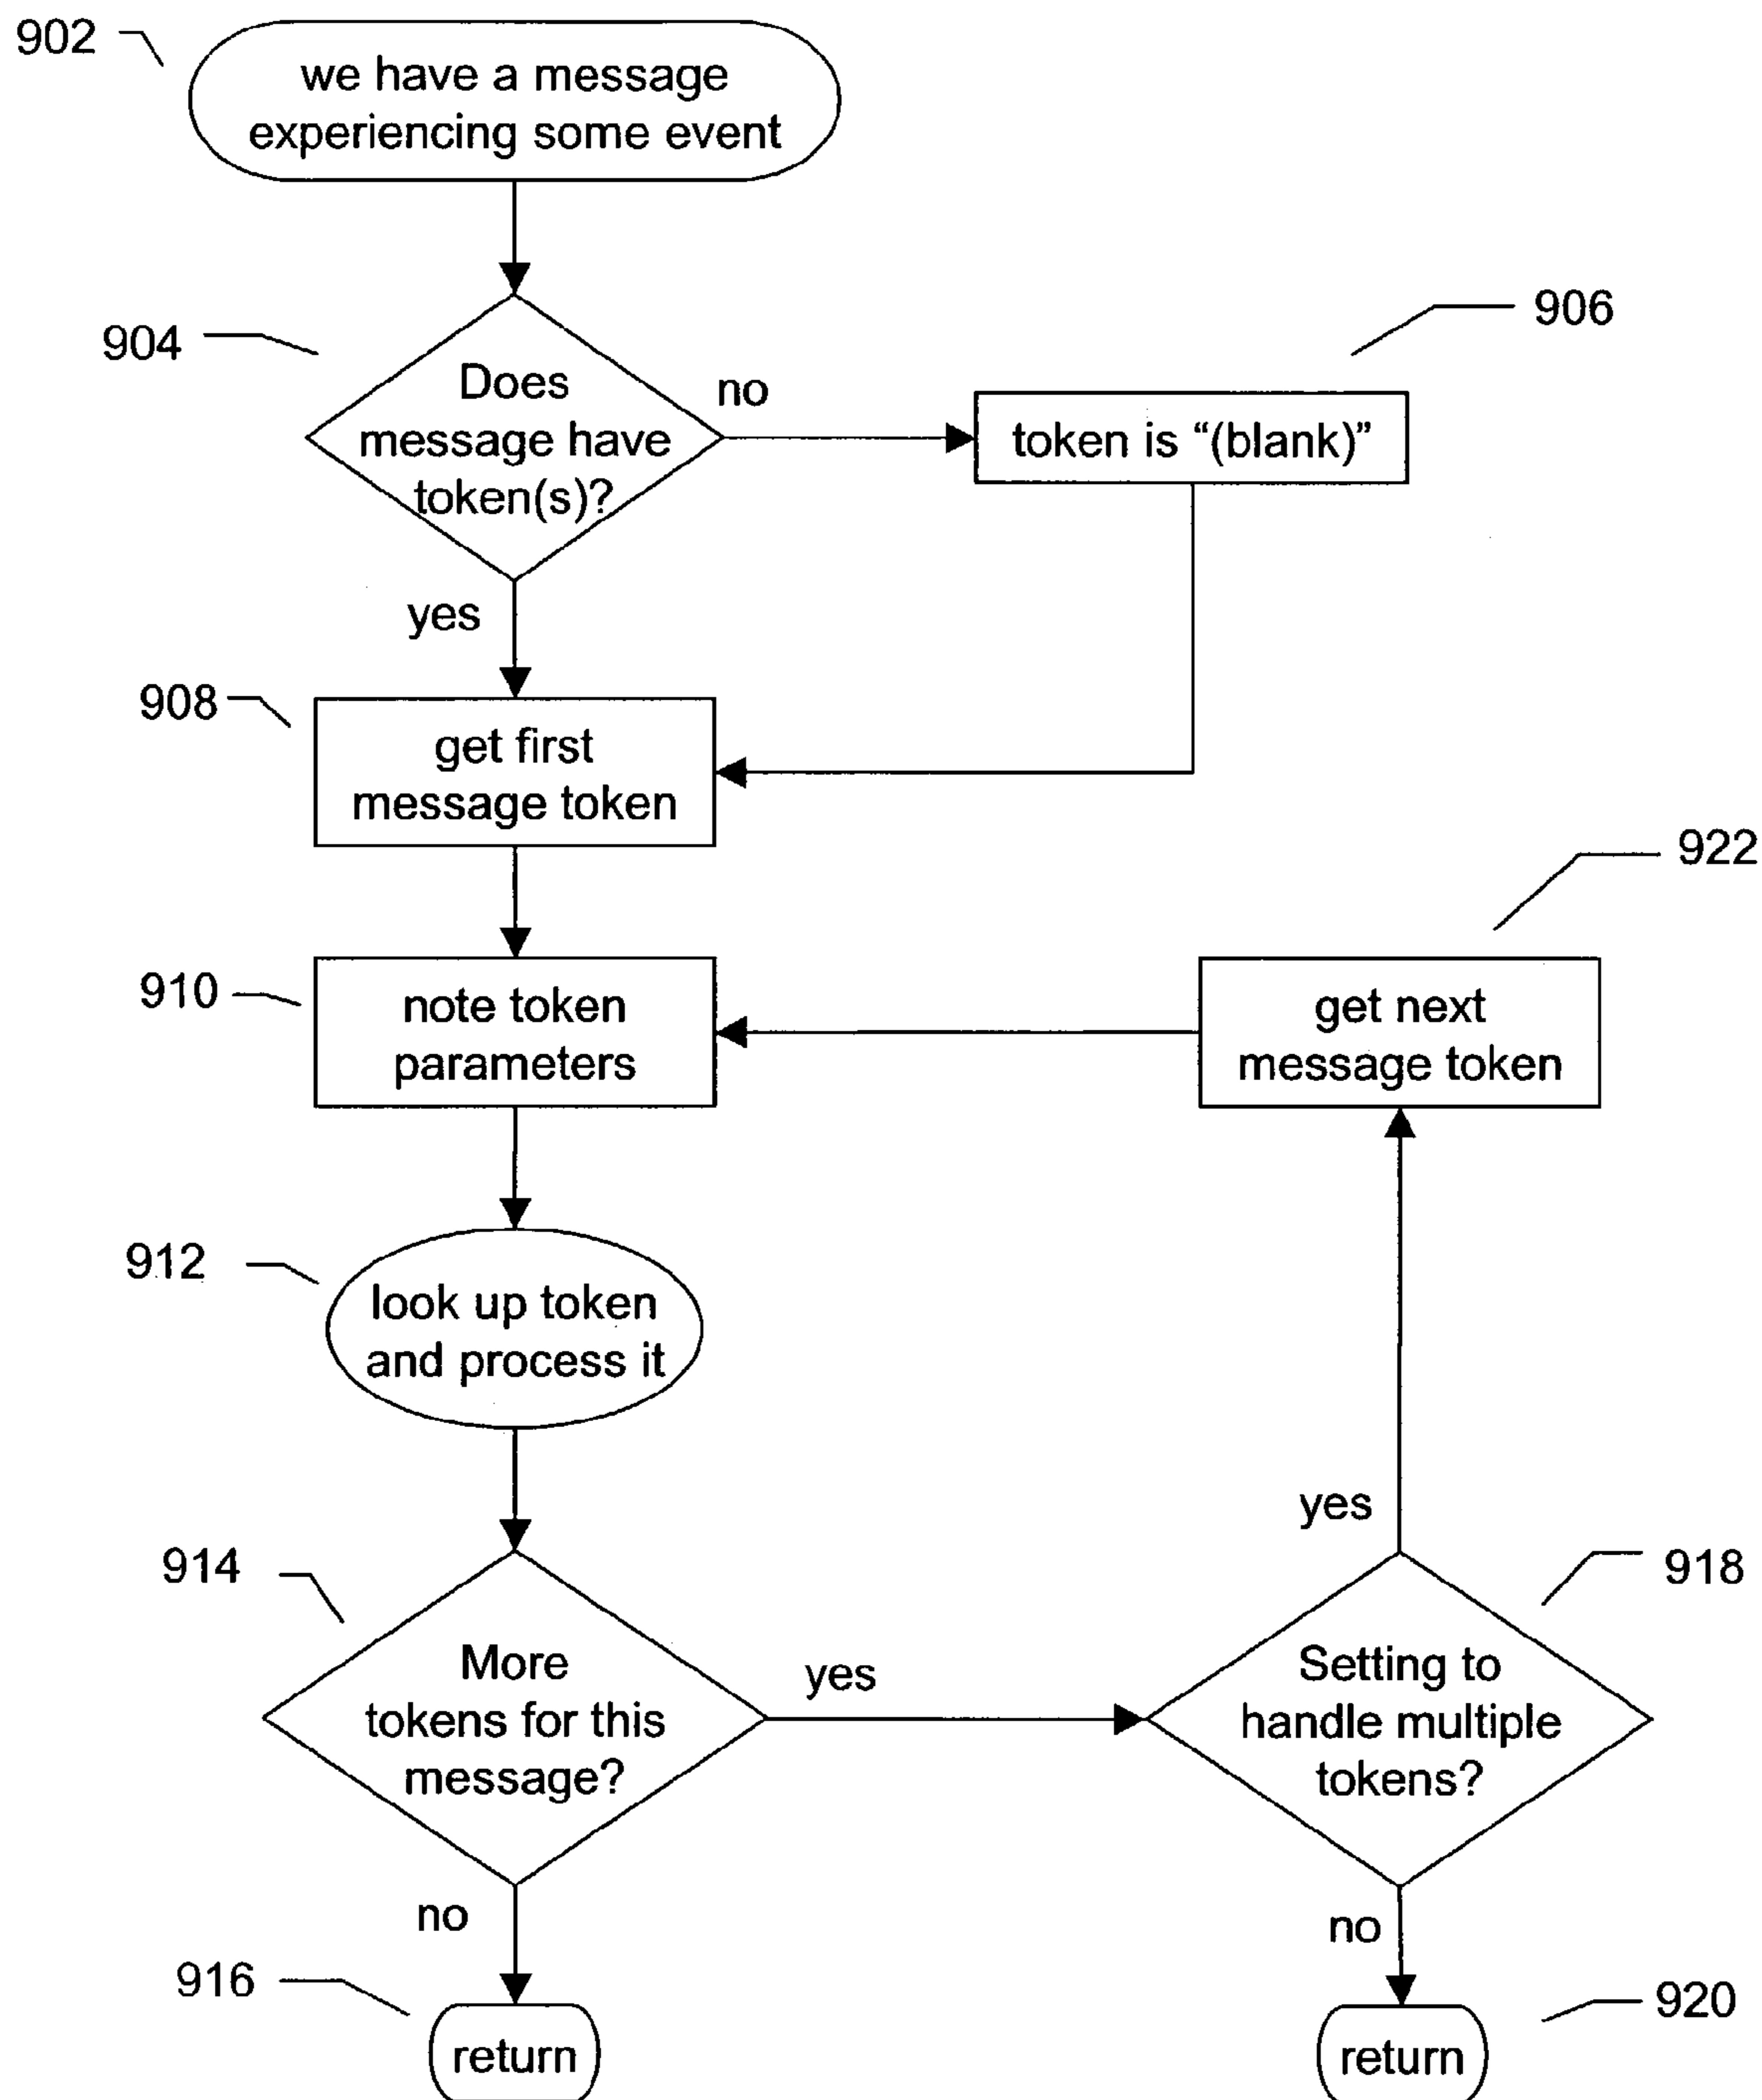 902
we have a message
experiencing some event
904
Does
message have
token(s)?
no
906
token is “(blank)”
yes
908
get first
message token
910
note token
parameters
922
get next
message token
912
look up token
and process it
914
More
tokens for this
message?
yes
yes
918
Setting to
handle multiple
tokens?
no
no
916
return
920
return